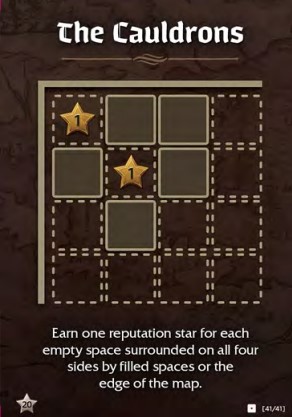 The Cauldrons
1
1
Earn one reputation star for each
empty space surrounded on all four
sides by filled spaces or the
edge of the map.
20
[41/41]